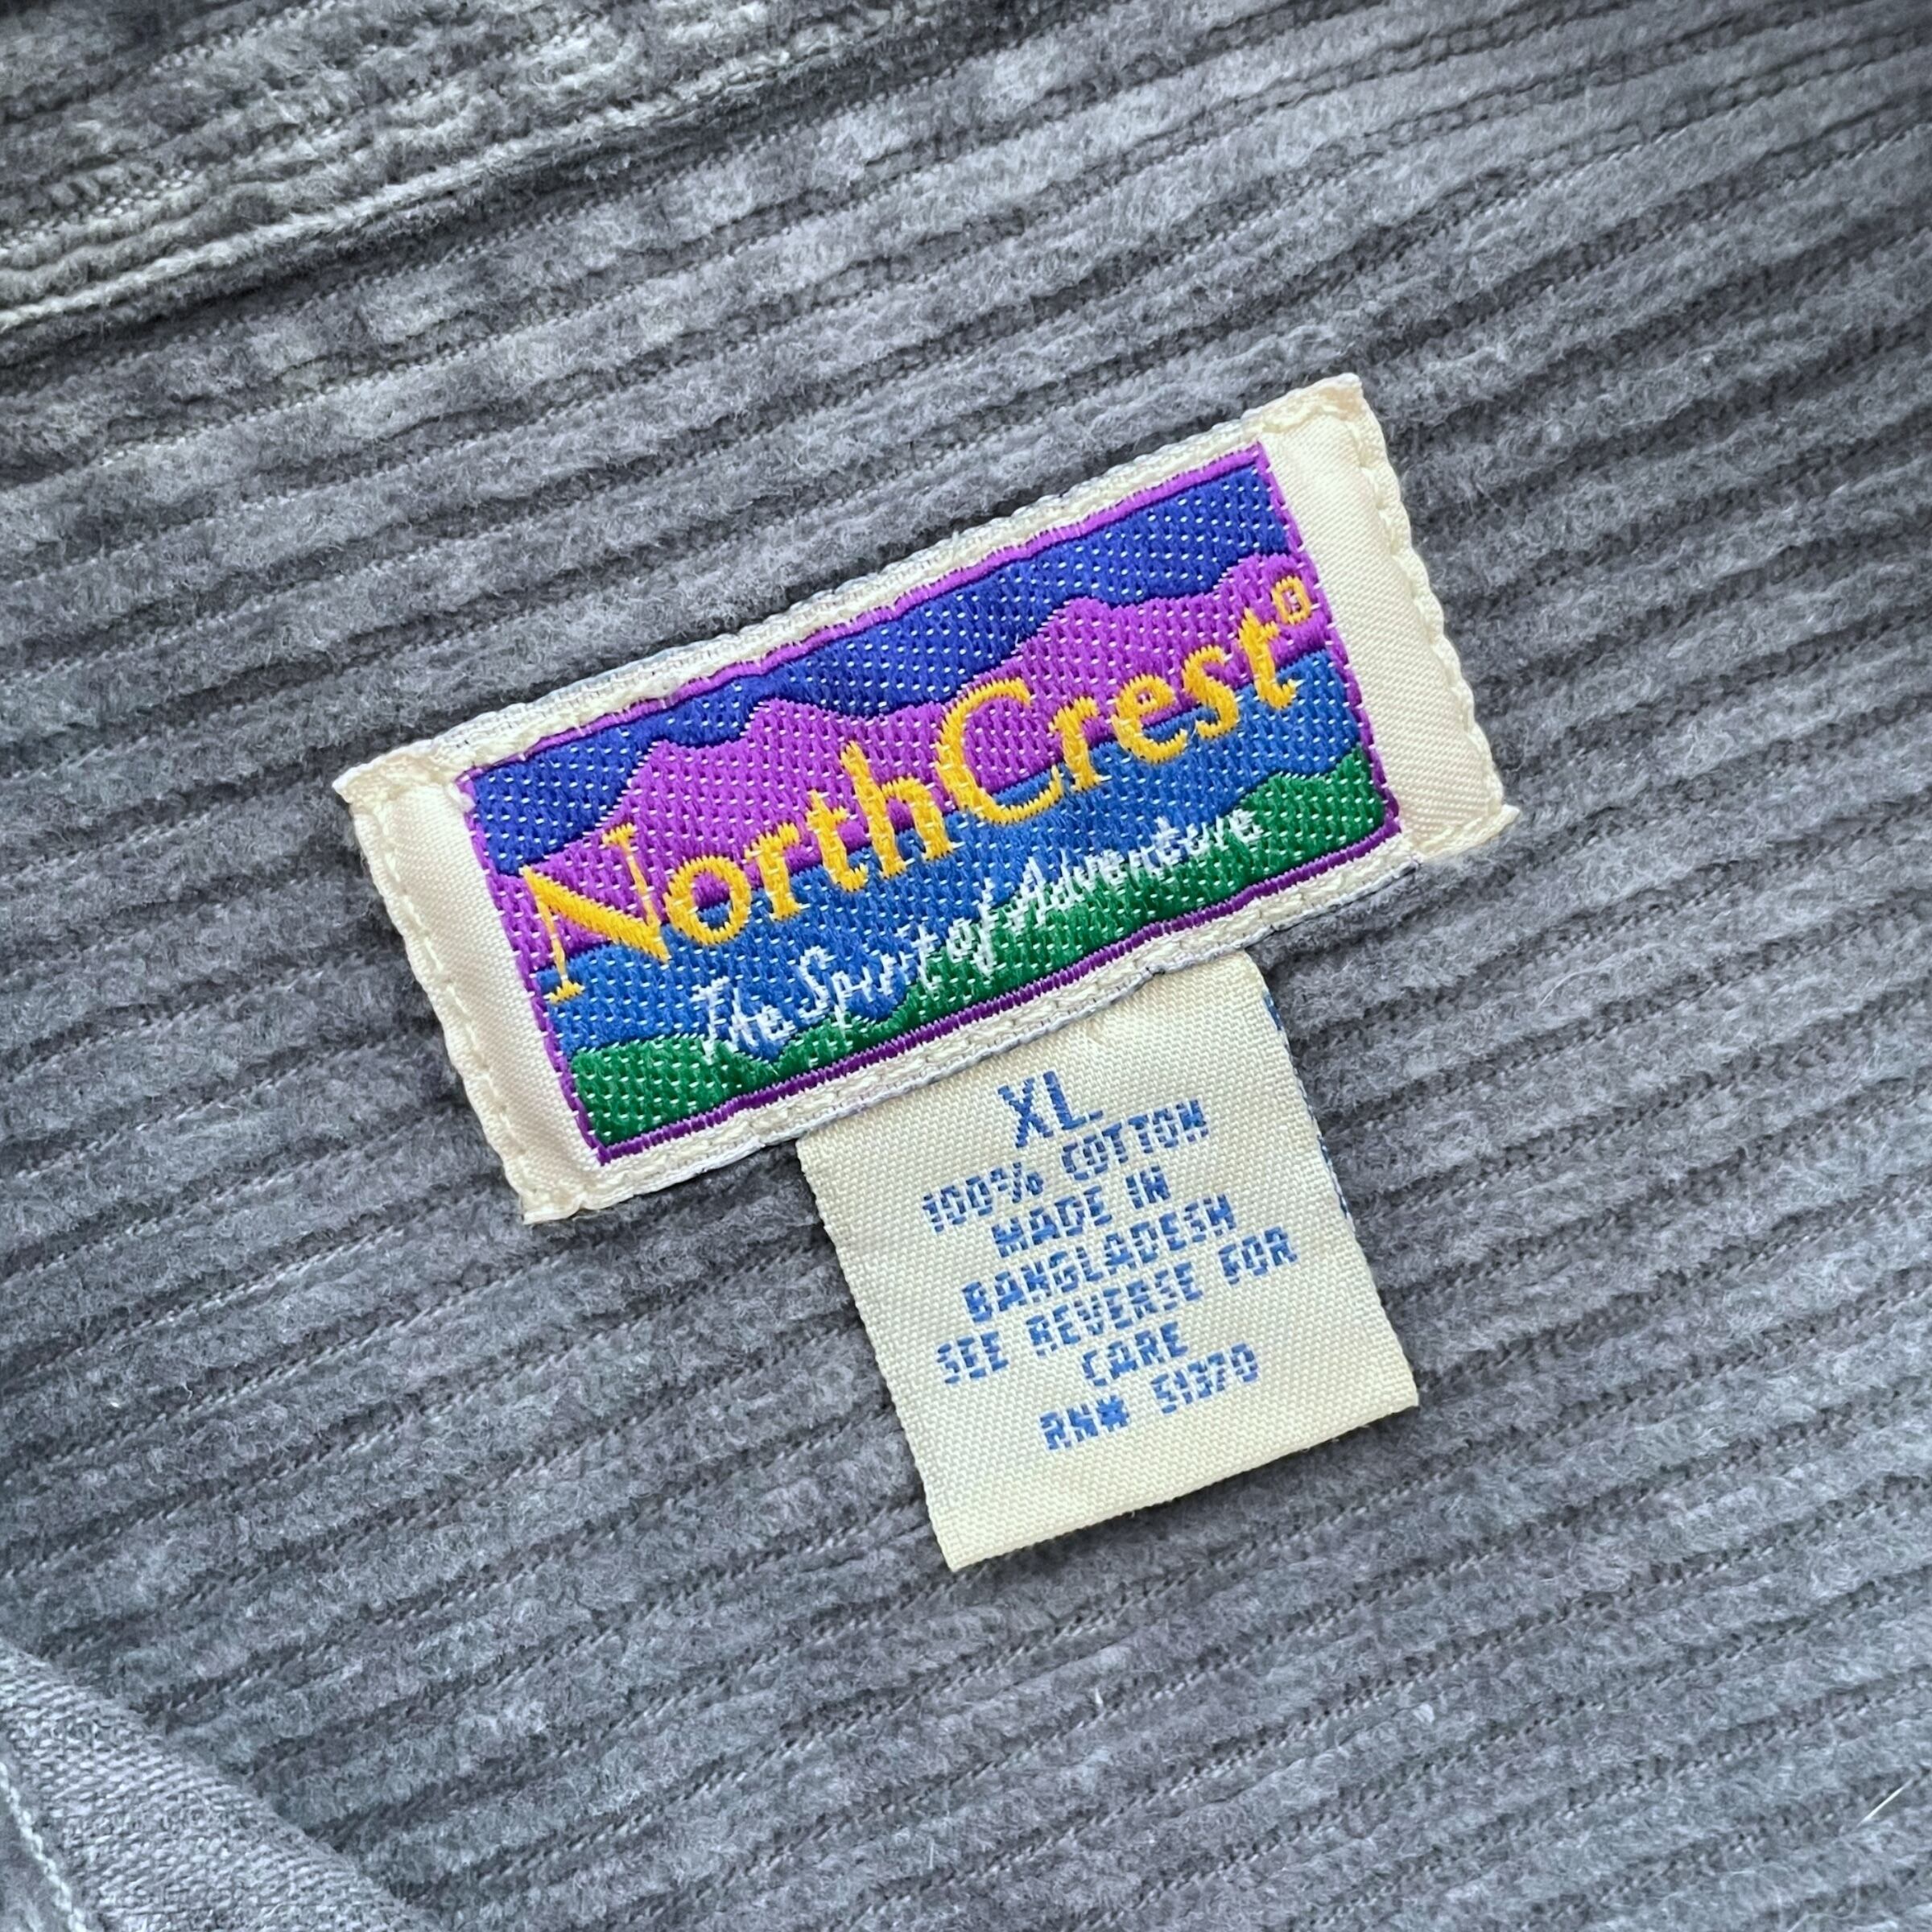 NorthCrest®
The Spirit of Adventure
XL
100% COTTON
MADE IN
BANGLADESH
SEE REVERSE FOR
CARE
RN# 51370